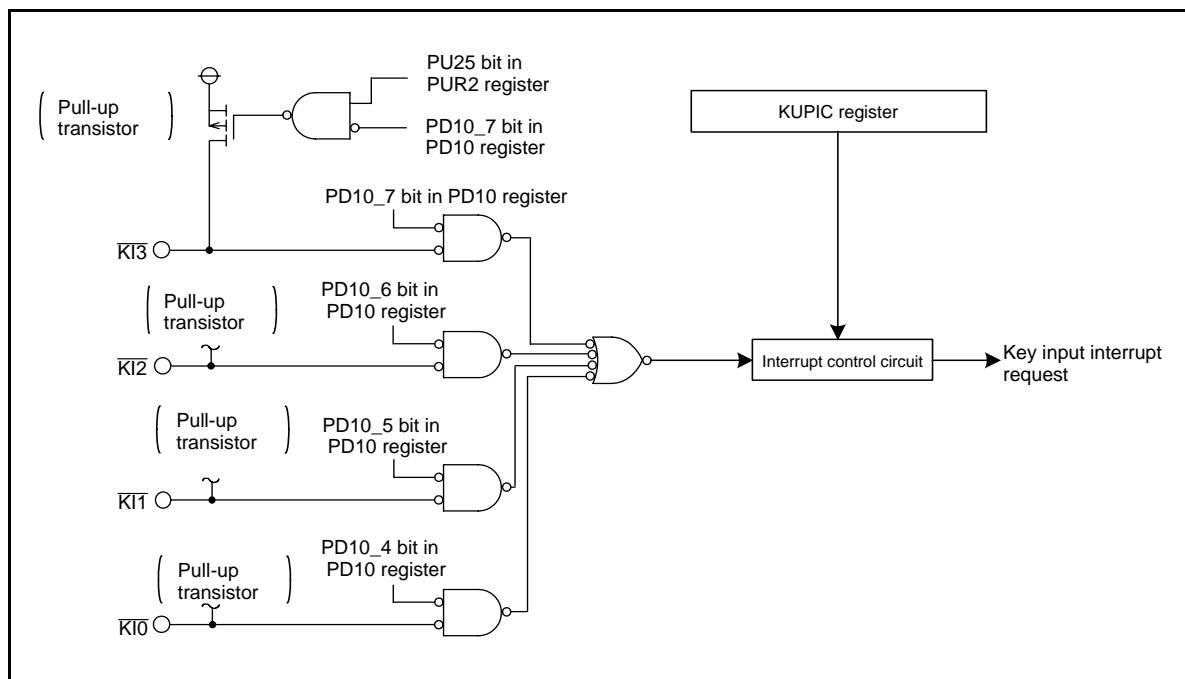 PU25 bit in
PUR2 register
Pull-up
transistor
KUPIC register
PD10_7 bit in
PD10 register
PD10_7 bit in PD10 register
KI3
PD10_6 bit in
PD10 register
Pull-up
transistor
KI2
Interrupt control circuit
Key input interrupt
request
Pull-up
transistor
PD10_5 bit in
PD10 register
KI1
PD10_4 bit in
PD10 register
Pull-up
transistor
KI0